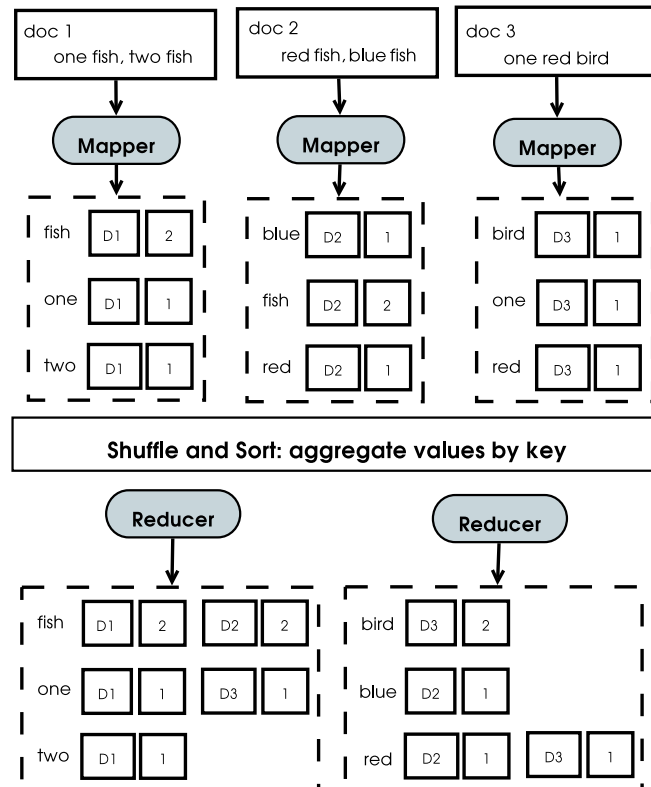 doc 1
one fish, two fish
doc 2
red fish, blue fish
doc 3
one red bird
Mapper
Mapper
Mapper
fish D1 2
one D1 1
two D1 1
blue D2 1
fish D2 2
red D2 1
bird D3 1
one D3 1
red D3 1
Shuffle and Sort: aggregate values by key
Reducer
Reducer
fish D1 2 D2 2
one D1 1 D3 1
two D1 1
bird D3 2
blue D2 1
red D2 1 D3 1